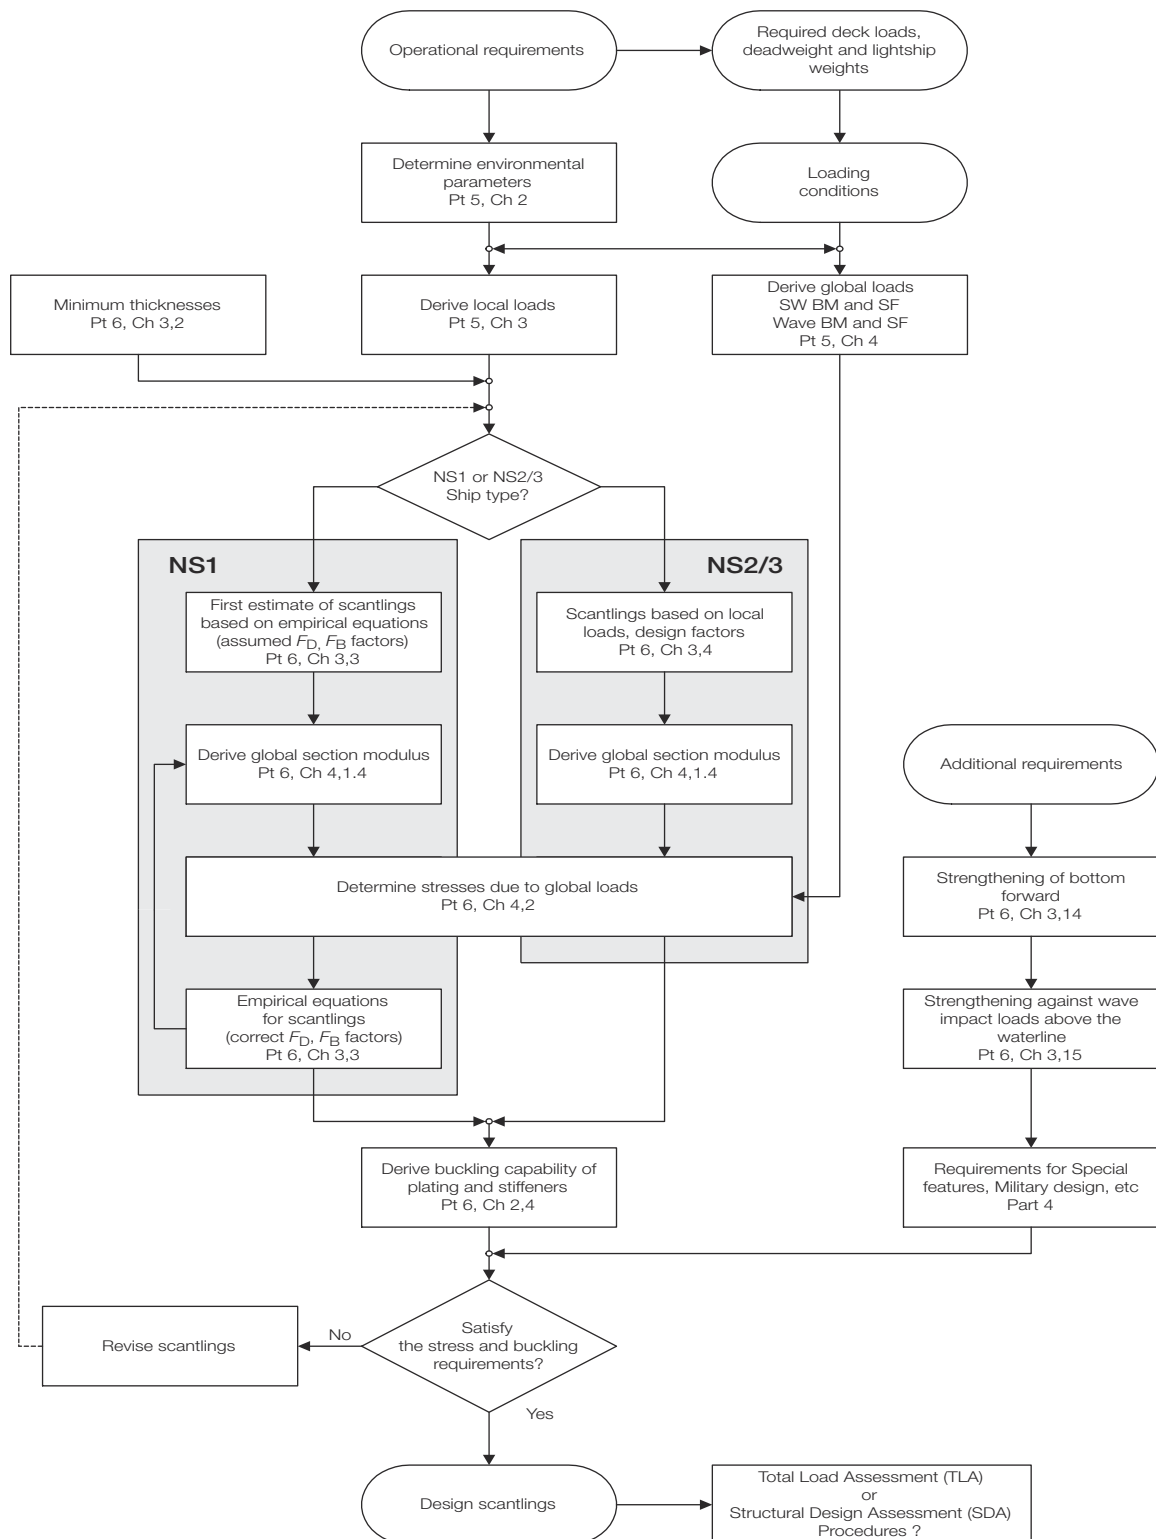 Operational requirements
Required deck loads,
deadweight and lightship
weights
Determine environmental
parameters
Pt 5, Ch 2
Loading
conditions
Minimum thicknesses
Pt 6, Ch 3,2
Derive local loads
Pt 5, Ch 3
Derive global loads
SW BM and SF
Wave BM and SF
Pt 5, Ch 4
NS1 or NS2/3
Ship type?
NS1
NS2/3
First estimate of scantlings
based on empirical equations
(assumed FD, FB factors)
Pt 6, Ch 3,3
Scantlings based on local
loads, design factors
Pt 6, Ch 3,4
Derive global section modulus
Pt 6, Ch 4,1.4
Derive global section modulus
Pt 6, Ch 4,1.4
Additional requirements
Determine stresses due to global loads
Pt 6, Ch 4,2
Strengthening of bottom
forward
Pt 6, Ch 3,14
Empirical equations
for scantlings
(correct FD, FB factors)
Pt 6, Ch 3,3
Strengthening against wave
impact loads above the
waterline
Pt 6, Ch 3,15
Derive buckling capability of
plating and stiffeners
Pt 6, Ch 2,4
Requirements for Special
features, Military design, etc
Part 4
Revise scantlings
No
Satisfy
the stress and buckling
requirements?
Yes
Design scantlings
Total Load Assessment (TLA)
or
Structural Design Assessment (SDA)
Procedures ?